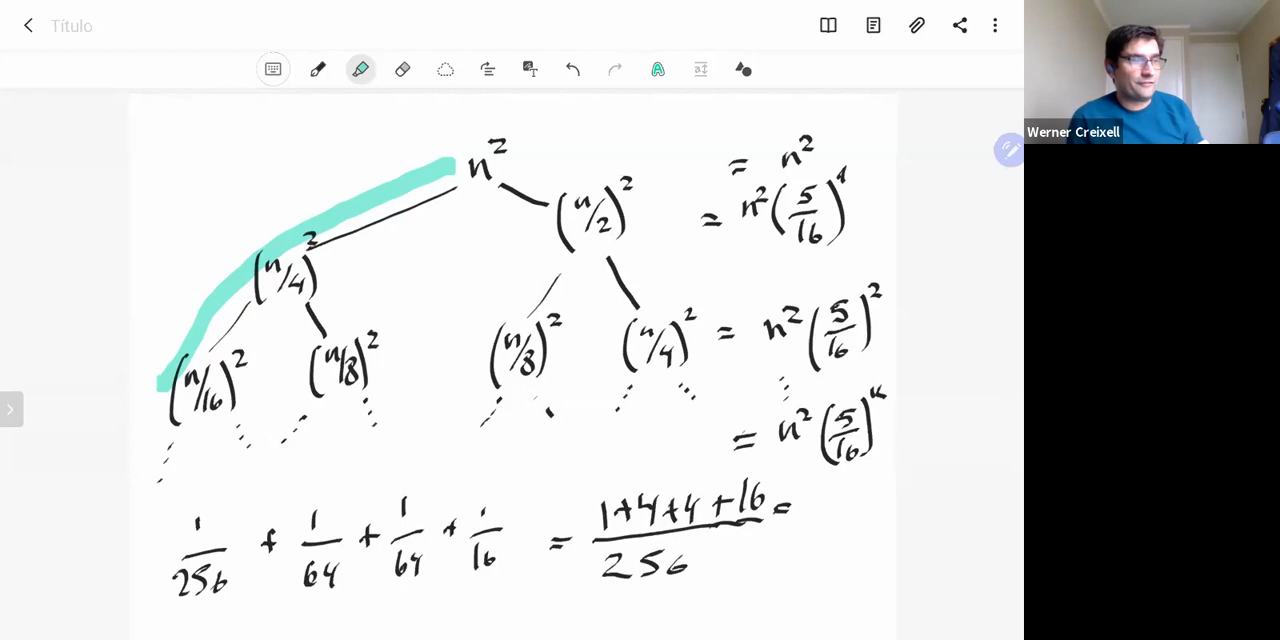 Título
Werner Creixell
n² = n²
(n/4)² (n/2)² = n²(5/16)¹
(n/16)² (n/8)² (n/8)² (n/4)² = n²(5/16)²
= n²(5/16)ᵏ
1/256 + 1/64 + 1/64 + 1/16 = (1+4+4+16)/256 =